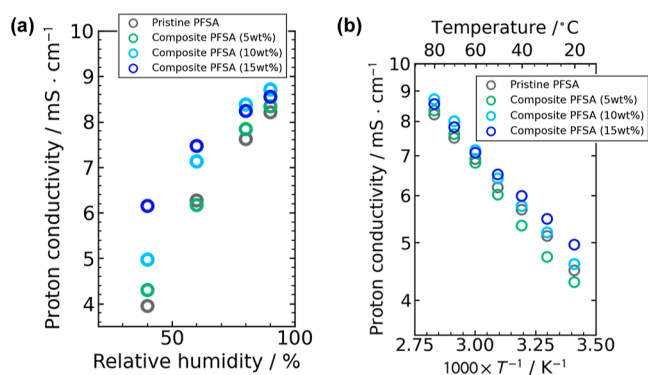 (a)
Pristine PFSA
Composite PFSA (5wt%)
Composite PFSA (10wt%)
Composite PFSA (15wt%)
Proton conductivity / mS · cm⁻¹
10
9
8
7
6
5
4
50
100
Relative humidity / %
(b)
Temperature /°C
80
60
40
20
Pristine PFSA
Composite PFSA (5wt%)
Composite PFSA (10wt%)
Composite PFSA (15wt%)
Proton conductivity / mS · cm⁻¹
10
9
8
7
6
5
4
2.75
3.00
3.25
3.50
1000× T⁻¹ / K⁻¹